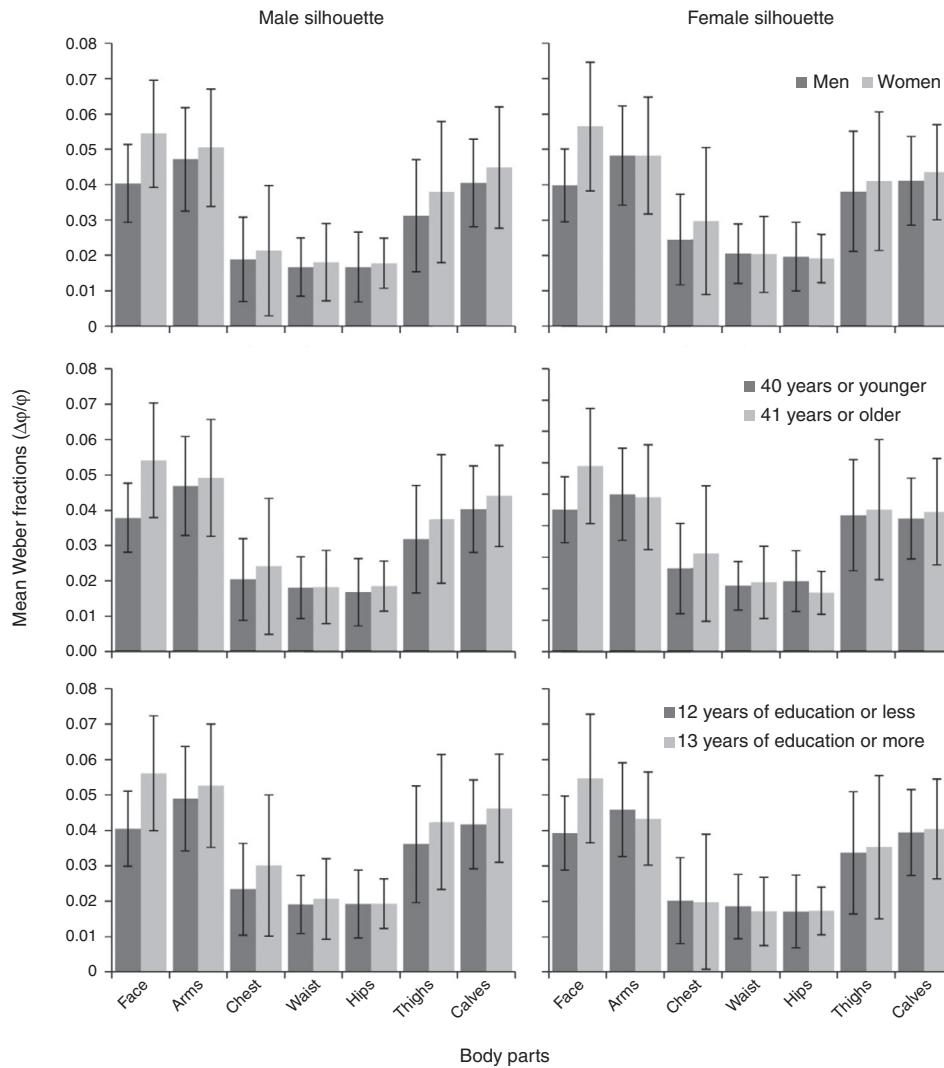 Male silhouette
Female silhouette
0.08
0.07
0.06
0.05
0.04
0.03
0.02
0.01
0
Men Women
0.08
0.07
0.06
0.05
0.04
0.03
0.02
0.01
0.00
40 years or younger
41 years or older
Mean Weber fractions (Δφ/φ)
0.08
0.07
0.06
0.05
0.04
0.03
0.02
0.01
0
12 years of education or less
13 years of education or more
Face Arms Chest Waist Hips Thighs Calves
Face Arms Chest Waist Hips Thighs Calves
Body parts